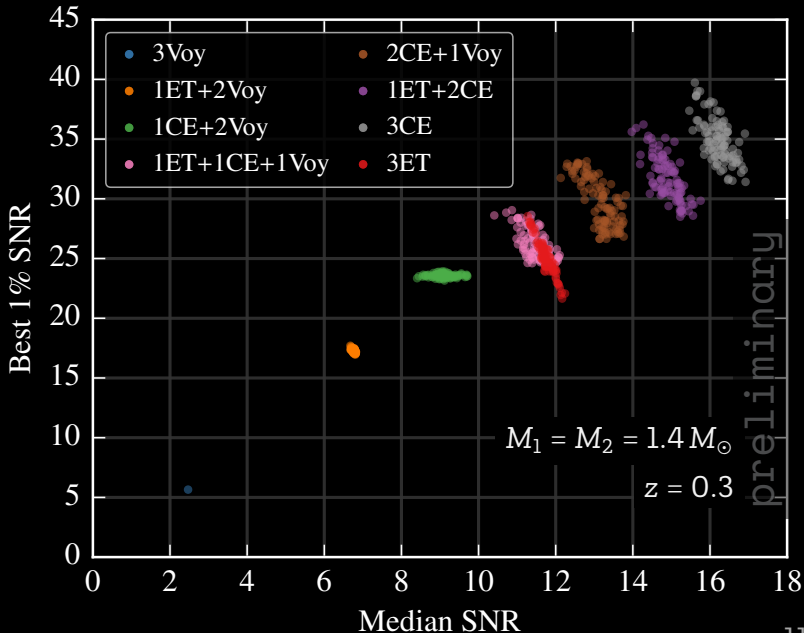 45
40
35
30
25
20
15
10
5
0
Best 1% SNR
3Voy
1ET+2Voy
1CE+2Voy
1ET+1CE+1Voy
2CE+1Voy
1ET+2CE
3CE
3ET
M₁ = M₂ = 1.4 M⊙
z = 0.3
preliminary
0 2 4 6 8 10 12 14 16 18
Median SNR